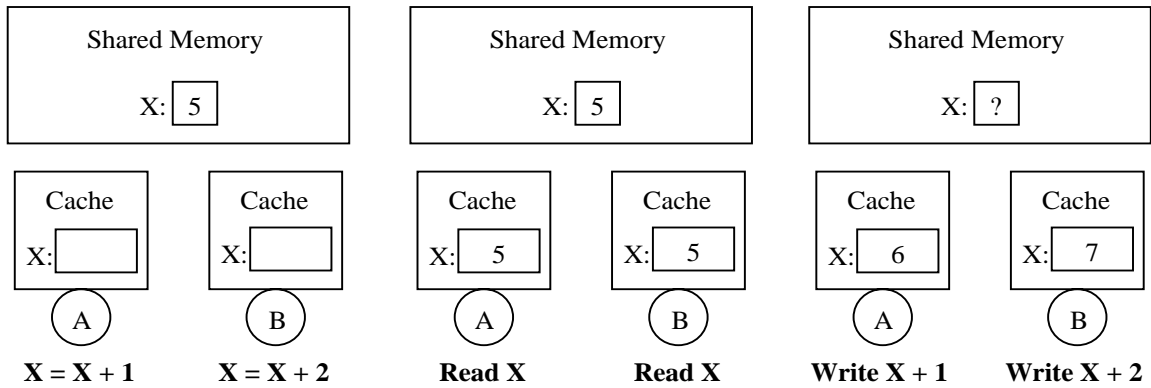 Shared Memory
X: 5
Cache
X:
A
X = X + 1
Cache
X:
B
X = X + 2
Shared Memory
X: 5
Cache
X: 5
A
Read X
Cache
X: 5
B
Read X
Shared Memory
X: ?
Cache
X: 6
A
Write X + 1
Cache
X: 7
B
Write X + 2